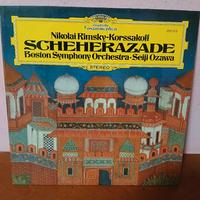 Nikolai Rimsky-Korssakoff
SCHEHERAZADE
Boston Symphony Orchestra·Seiji Ozawa
STEREO